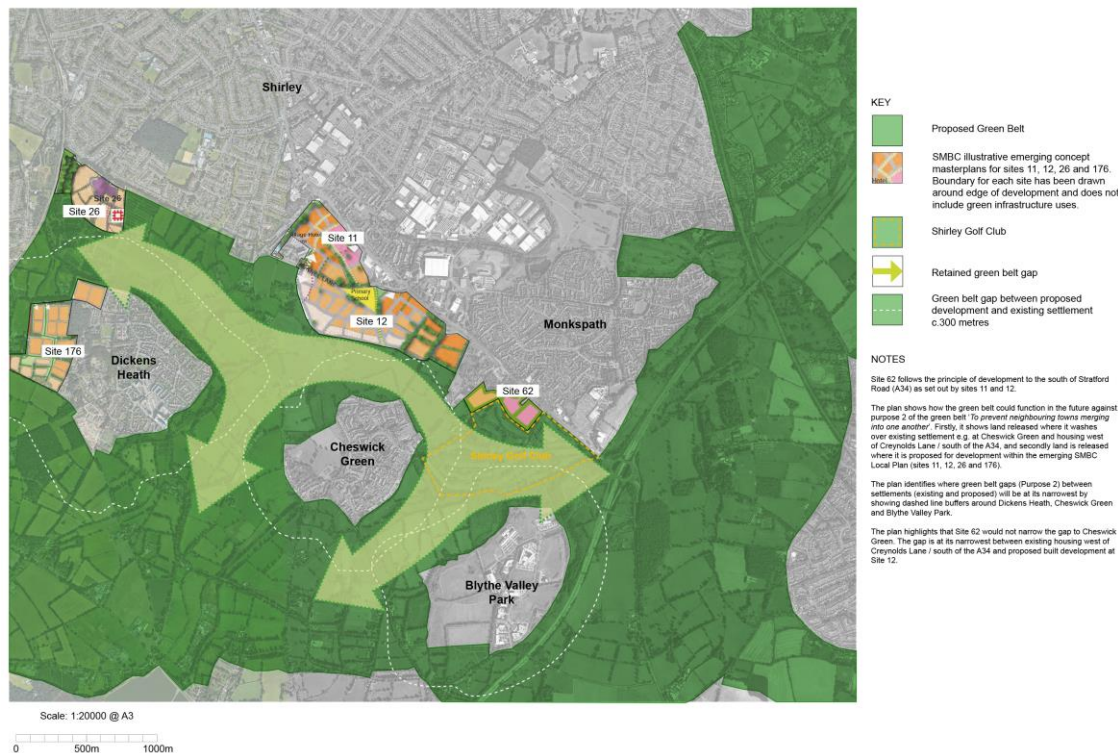 Shirley
Site 26
Site 26
Site 11
Primary
School
Site 12
Monkspath
Site 176
Dickens
Heath
Site 62
Cheswick
Green
Shirley Golf Club
Blythe Valley
Park
Scale: 1:20000 @ A3
0 500m 1000m
KEY
Proposed Green Belt
SMBC illustrative emerging concept
masterplans for sites 11, 12, 26 and 176.
Boundary for each site has been drawn
around edge of development and does not
include green infrastructure uses.
Hotel
Shirley Golf Club
Retained green belt gap
Green belt gap between proposed
development and existing settlement
c.300 metres
NOTES
Site 62 follows the principle of development to the south of Stratford
Road (A34) as set out by sites 11 and 12.
The plan shows how the green belt could function in the future against
purpose 2 of the green belt 'To prevent neighbouring towns merging
into one another'. Firstly, it shows land released where it washes
over existing settlement e.g. at Cheswick Green and housing west
of Creynolds Lane / south of the A34, and secondly land is released
where it is proposed for development within the emerging SMBC
Local Plan (sites 11, 12, 26 and 176).
The plan identifies where green belt gaps (Purpose 2) between
settlements (existing and proposed) will be at its narrowest by
showing dashed line buffers around Dickens Heath, Cheswick Green
and Blythe Valley Park.
The plan highlights that Site 62 would not narrow the gap to Cheswick
Green. The gap is at its narrowest between existing housing west of
Creynolds Lane / south of the A34 and proposed built development at
Site 12.